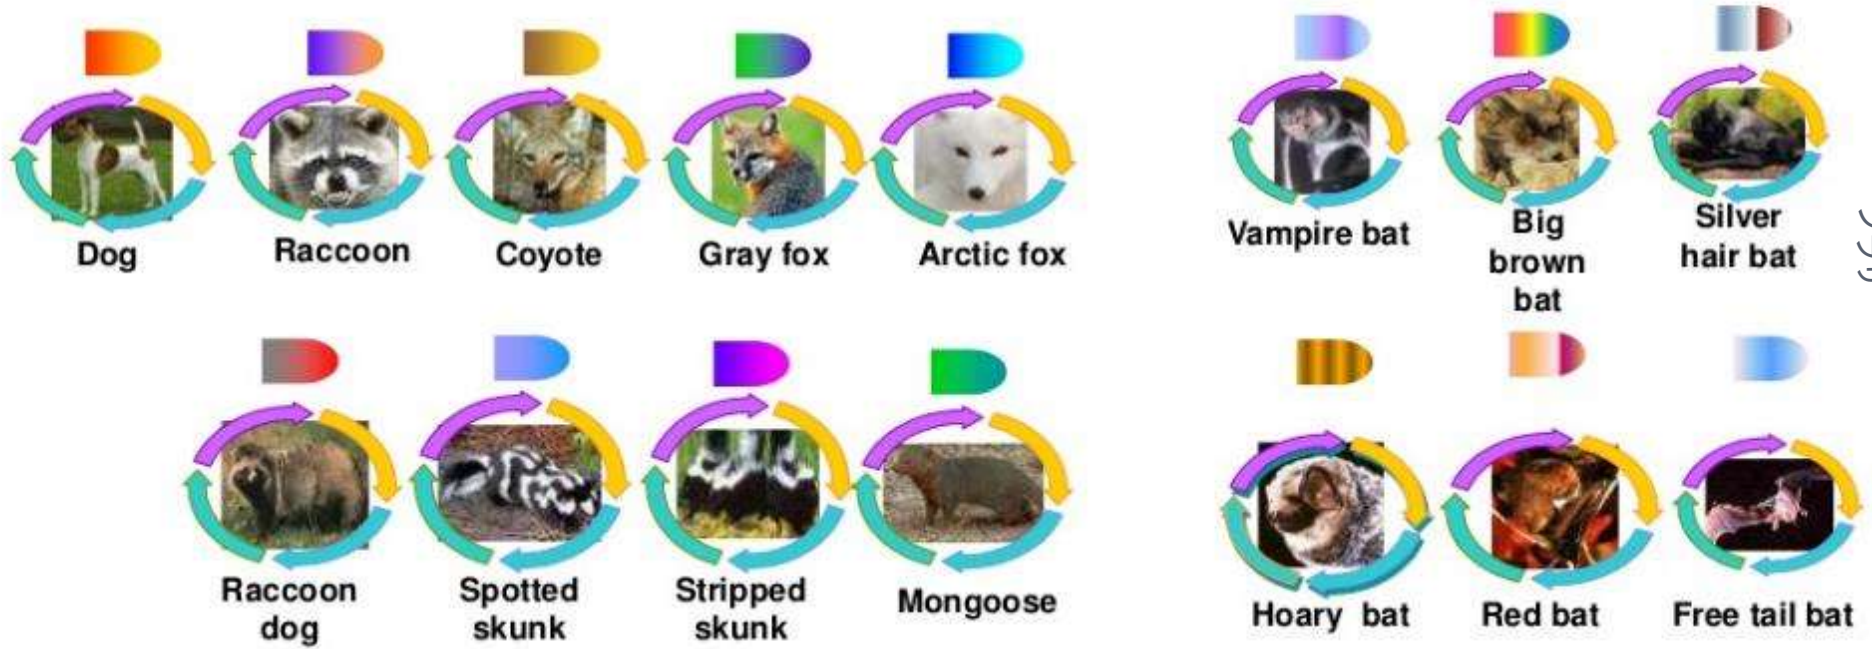 Dog
Raccoon
Coyote
Gray fox
Arctic fox
Vampire bat
Big
brown
bat
Silver
hair bat
Raccoon
dog
Spotted
skunk
Stripped
skunk
Mongoose
Hoary bat
Red bat
Free tail bat